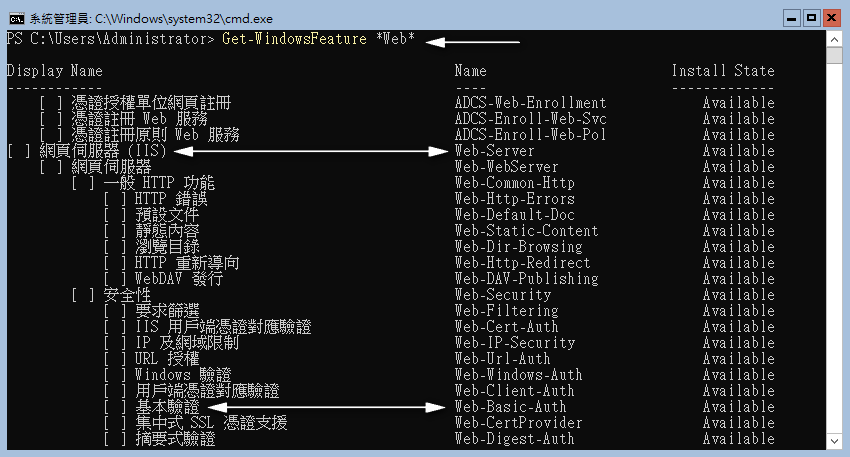 系統管理員: C:\Windows\system32\cmd.exe
PS C:\Users\Administrator> Get-WindowsFeature *Web*
Display Name Name Install State
------------ ---- -------------
[ ] 憑證授權單位網頁註冊 ADCS-Web-Enrollment Available
[ ] 憑證註冊 Web 服務 ADCS-Enroll-Web-Svc Available
[ ] 憑證註冊原則 Web 服務 ADCS-Enroll-Web-Pol Available
[ ] 網頁伺服器 (IIS) Web-Server Available
[ ] 網頁伺服器 Web-WebServer Available
[ ] 一般 HTTP 功能 Web-Common-Http Available
[ ] HTTP 錯誤 Web-Http-Errors Available
[ ] 預設文件 Web-Default-Doc Available
[ ] 靜態內容 Web-Static-Content Available
[ ] 瀏覽目錄 Web-Dir-Browsing Available
[ ] HTTP 重新導向 Web-Http-Redirect Available
[ ] WebDAV 發行 Web-DAV-Publishing Available
[ ] 安全性 Web-Security Available
[ ] 要求篩選 Web-Filtering Available
[ ] IIS 用戶端憑證對應驗證 Web-Cert-Auth Available
[ ] IP 及網域限制 Web-IP-Security Available
[ ] URL 授權 Web-Url-Auth Available
[ ] Windows 驗證 Web-Windows-Auth Available
[ ] 用戶端憑證對應驗證 Web-Client-Auth Available
[ ] 基本驗證 Web-Basic-Auth Available
[ ] 集中式 SSL 憑證支援 Web-CertProvider Available
[ ] 摘要式驗證 Web-Digest-Auth Available